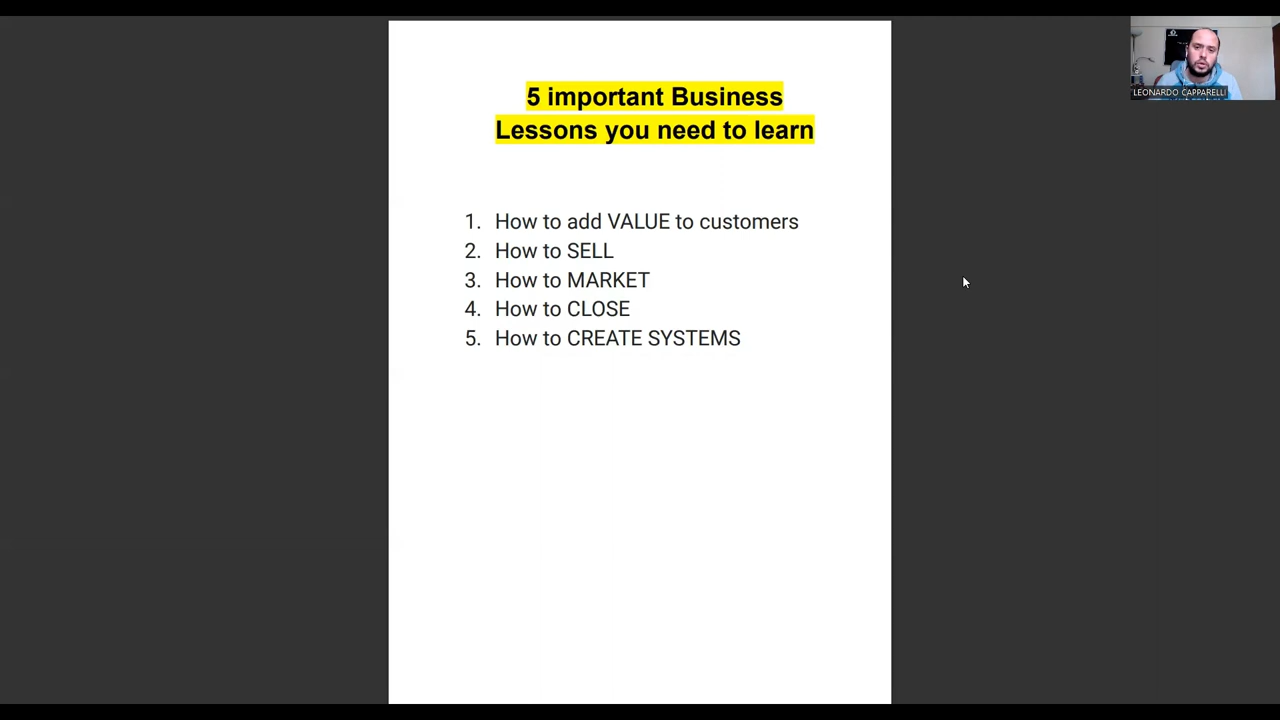 5 important Business
Lessons you need to learn
1. How to add VALUE to customers
2. How to SELL
3. How to MARKET
4. How to CLOSE
5. How to CREATE SYSTEMS
LEONARDO CAPPARELLI